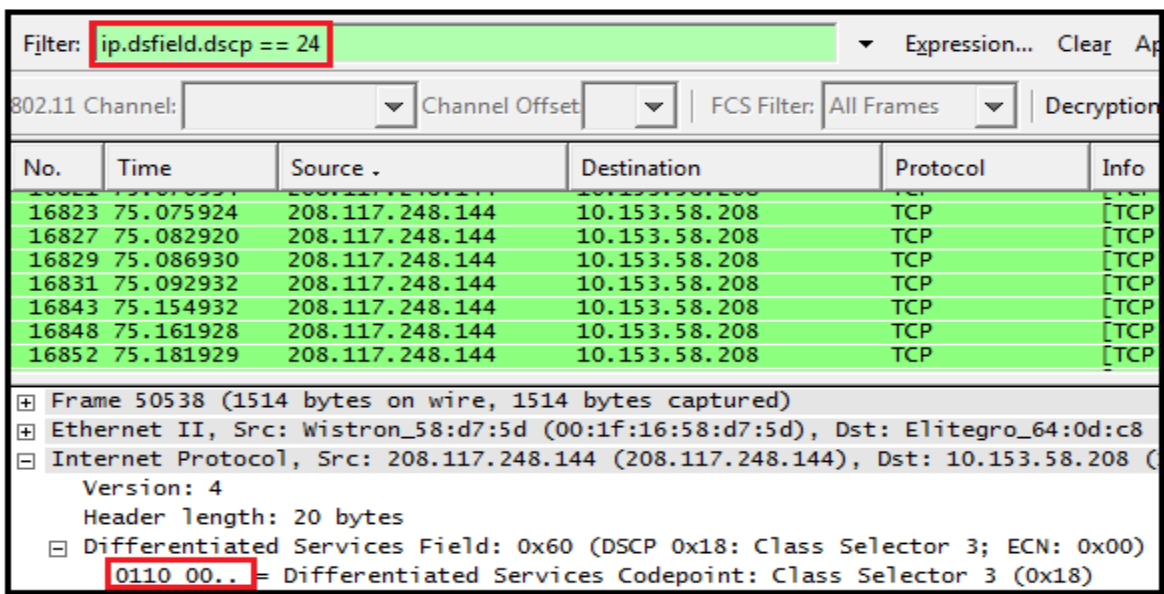 Filter: ip.dsfield.dscp == 24 Expression... Clear Ap
802.11 Channel: Channel Offset FCS Filter: All Frames Decryption
No. Time Source Destination Protocol Info
16823 75.075924 208.117.248.144 10.153.58.208 TCP [TCP
16827 75.082920 208.117.248.144 10.153.58.208 TCP [TCP
16829 75.086930 208.117.248.144 10.153.58.208 TCP [TCP
16831 75.092932 208.117.248.144 10.153.58.208 TCP [TCP
16843 75.154932 208.117.248.144 10.153.58.208 TCP [TCP
16848 75.161928 208.117.248.144 10.153.58.208 TCP [TCP
16852 75.181929 208.117.248.144 10.153.58.208 TCP [TCP
Frame 50538 (1514 bytes on wire, 1514 bytes captured)
Ethernet II, Src: Wistron_58:d7:5d (00:1f:16:58:d7:5d), Dst: Elitegro_64:0d:c8
Internet Protocol, Src: 208.117.248.144 (208.117.248.144), Dst: 10.153.58.208 (
Version: 4
Header length: 20 bytes
Differentiated Services Field: 0x60 (DSCP 0x18: Class Selector 3; ECN: 0x00)
0110 00.. = Differentiated Services Codepoint: Class Selector 3 (0x18)